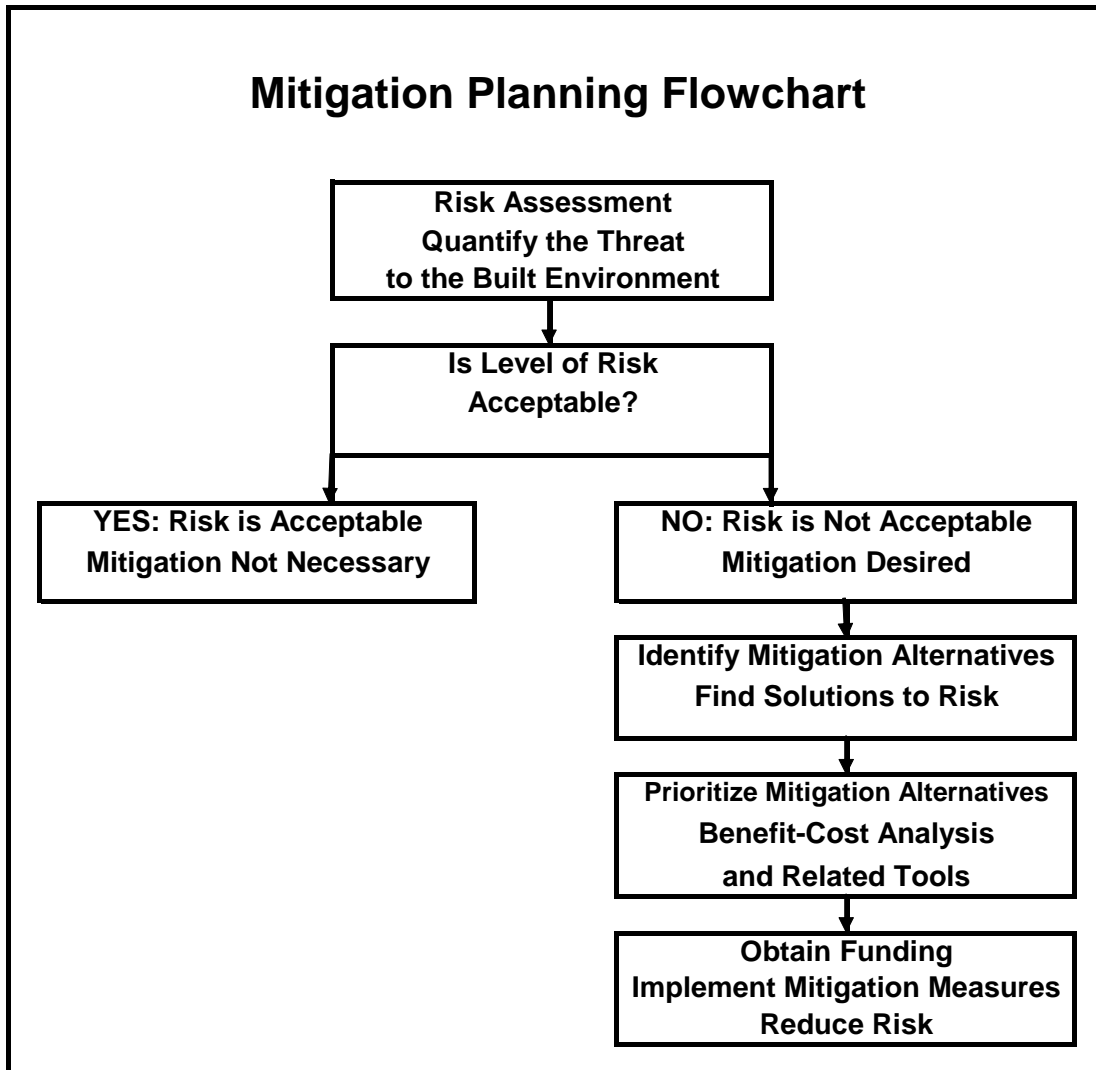 Mitigation Planning Flowchart
Risk Assessment
Quantify the Threat
to the Built Environment
Is Level of Risk
Acceptable?
YES: Risk is Acceptable
Mitigation Not Necessary
NO: Risk is Not Acceptable
Mitigation Desired
Identify Mitigation Alternatives
Find Solutions to Risk
Prioritize Mitigation Alternatives
Benefit-Cost Analysis
and Related Tools
Obtain Funding
Implement Mitigation Measures
Reduce Risk